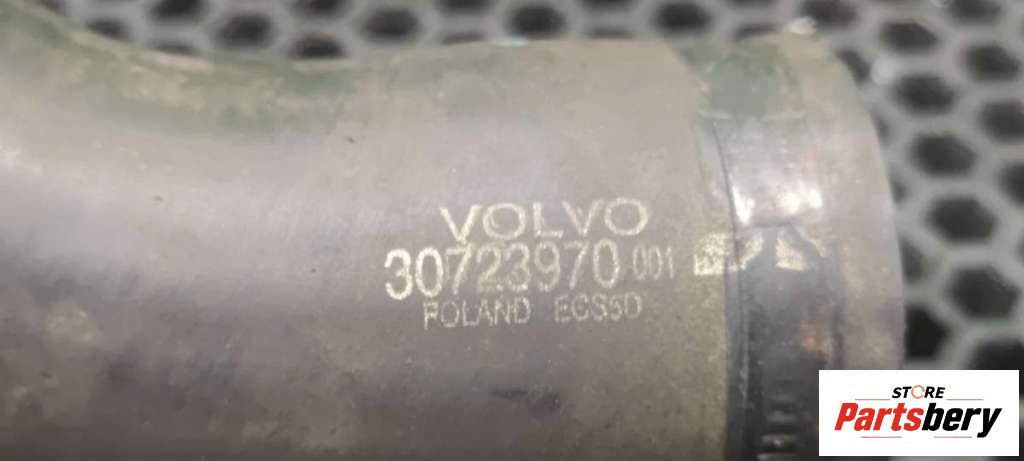 VOLVO
30723970 001
POLAND ECS5D
STORE
Partsbery